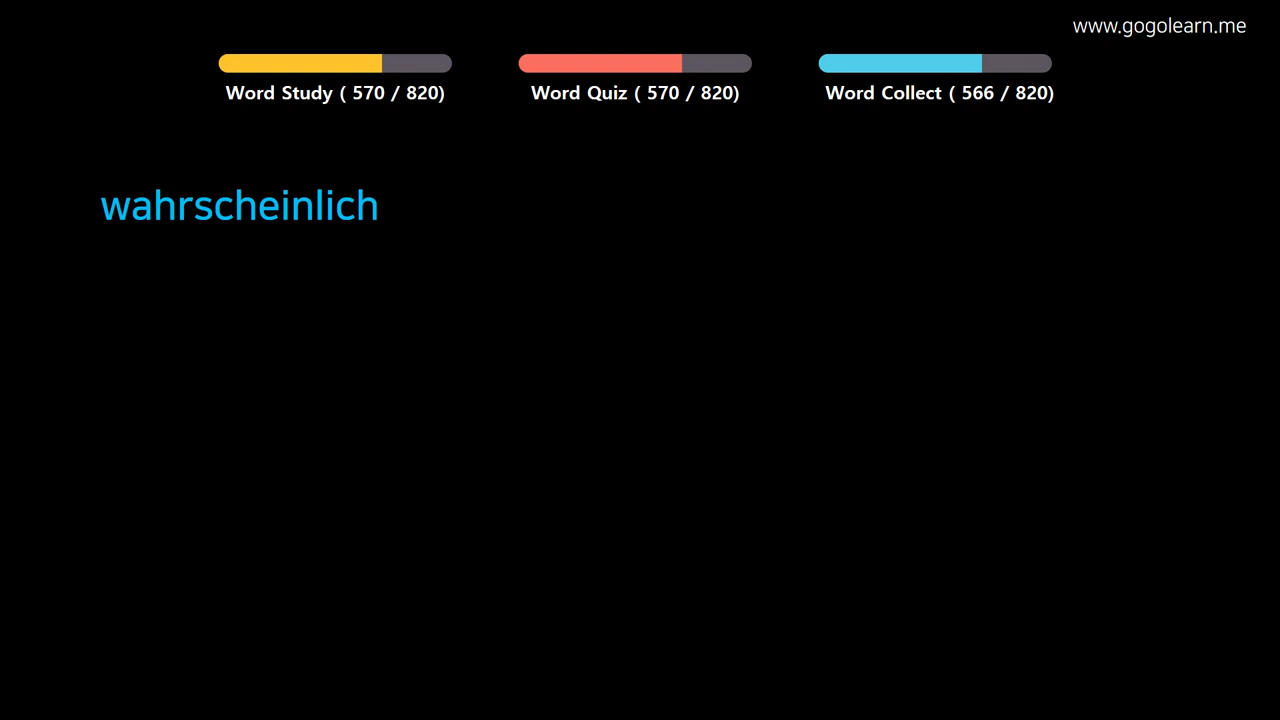 www.gogolearn.me
Word Study ( 570 / 820)
Word Quiz ( 570 / 820)
Word Collect ( 566 / 820)
wahrscheinlich